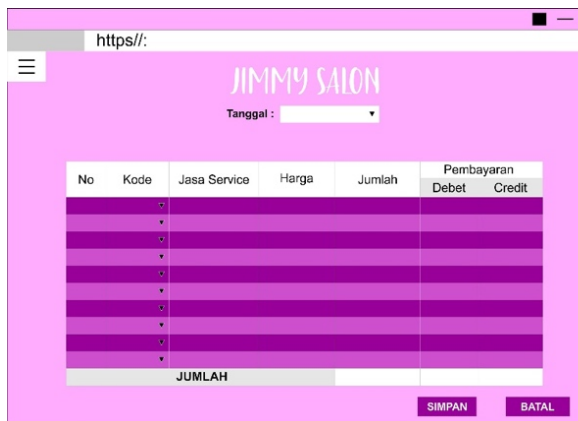 https//:
JIMMY SALON
Tanggal :
Pembayaran
No Kode Jasa Service Harga Jumlah
Debet Credit
JUMLAH
SIMPAN BATAL